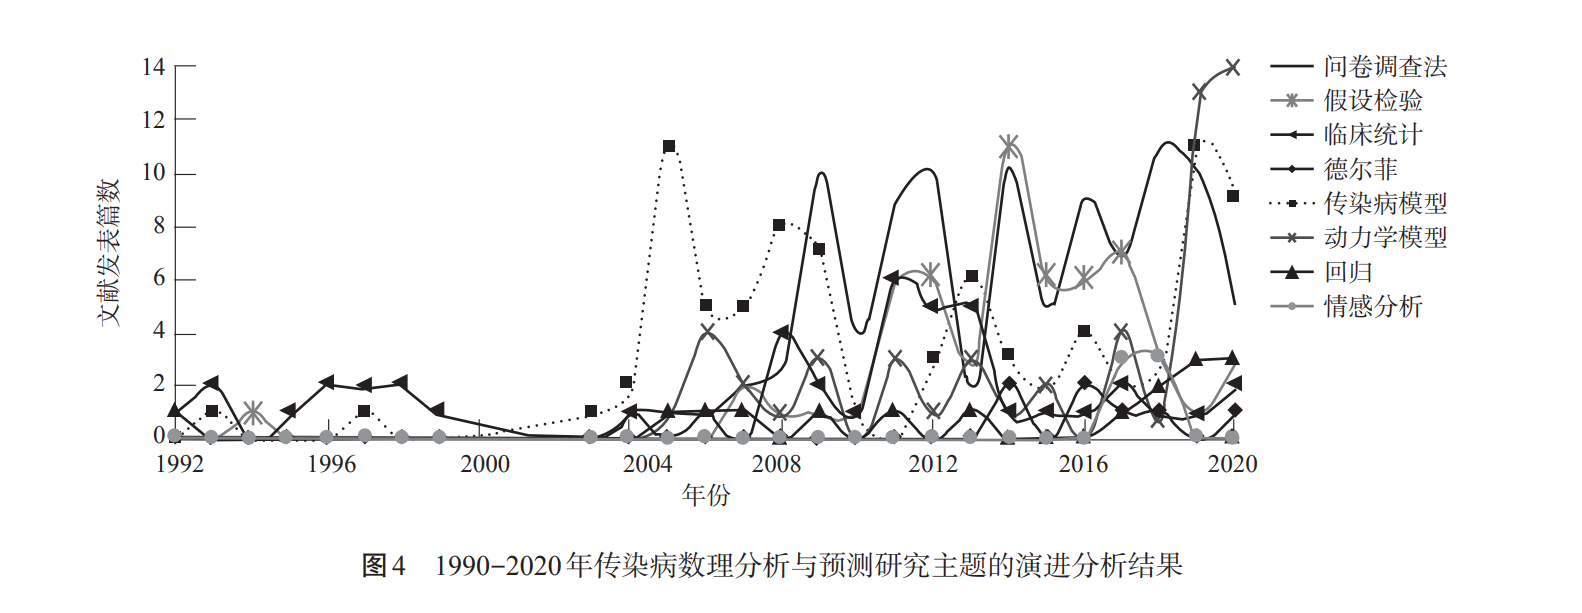 14
12
10
8
6
4
2
0
文献发表篇数
1992
1996
2000
2004
2008
2012
2016
2020
年份
问卷调查法
假设检验
临床统计
德尔菲
传染病模型
动力学模型
回归
情感分析
图4 1990–2020年传染病数理分析与预测研究主题的演进分析结果